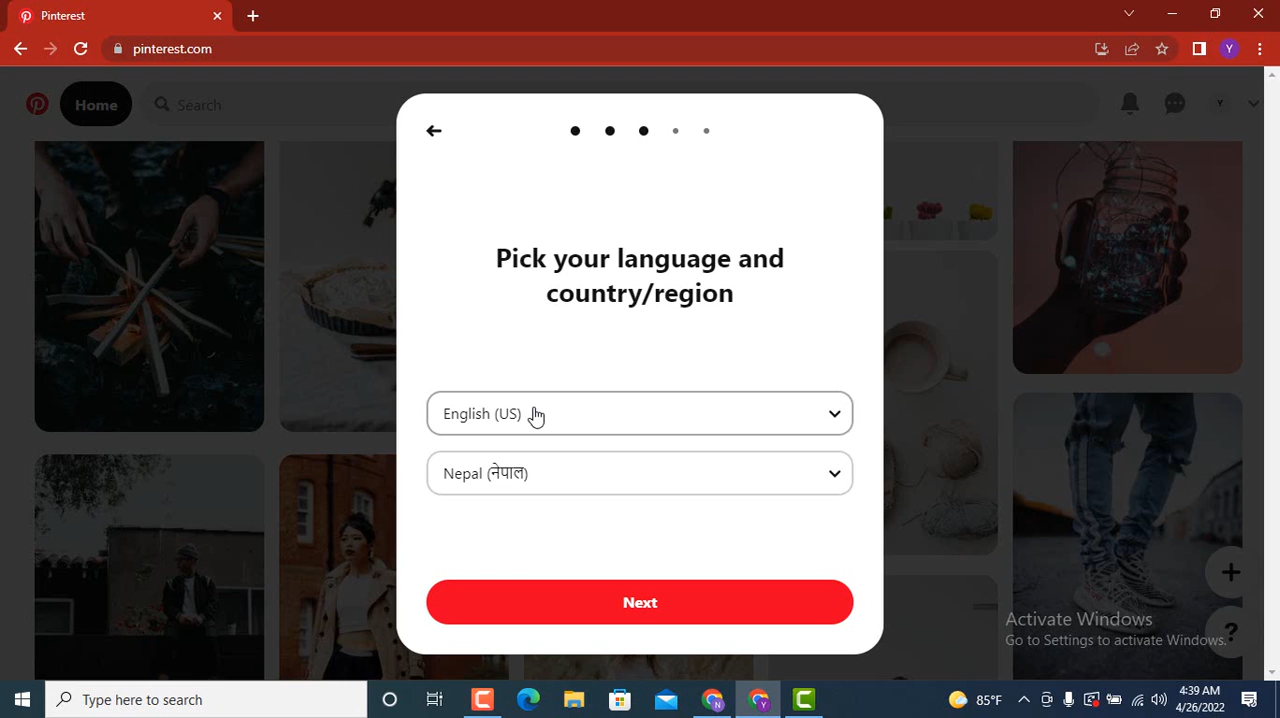 Pinterest
pinterest.com
Y
Home
Search
Y
Pick your language and
country/region
English (US)
Nepal (नेपाल)
Next
Activate Windows
Go to Settings to activate Windows.
Type here to search
N
Y
85°F
4:39 AM
4/26/2022